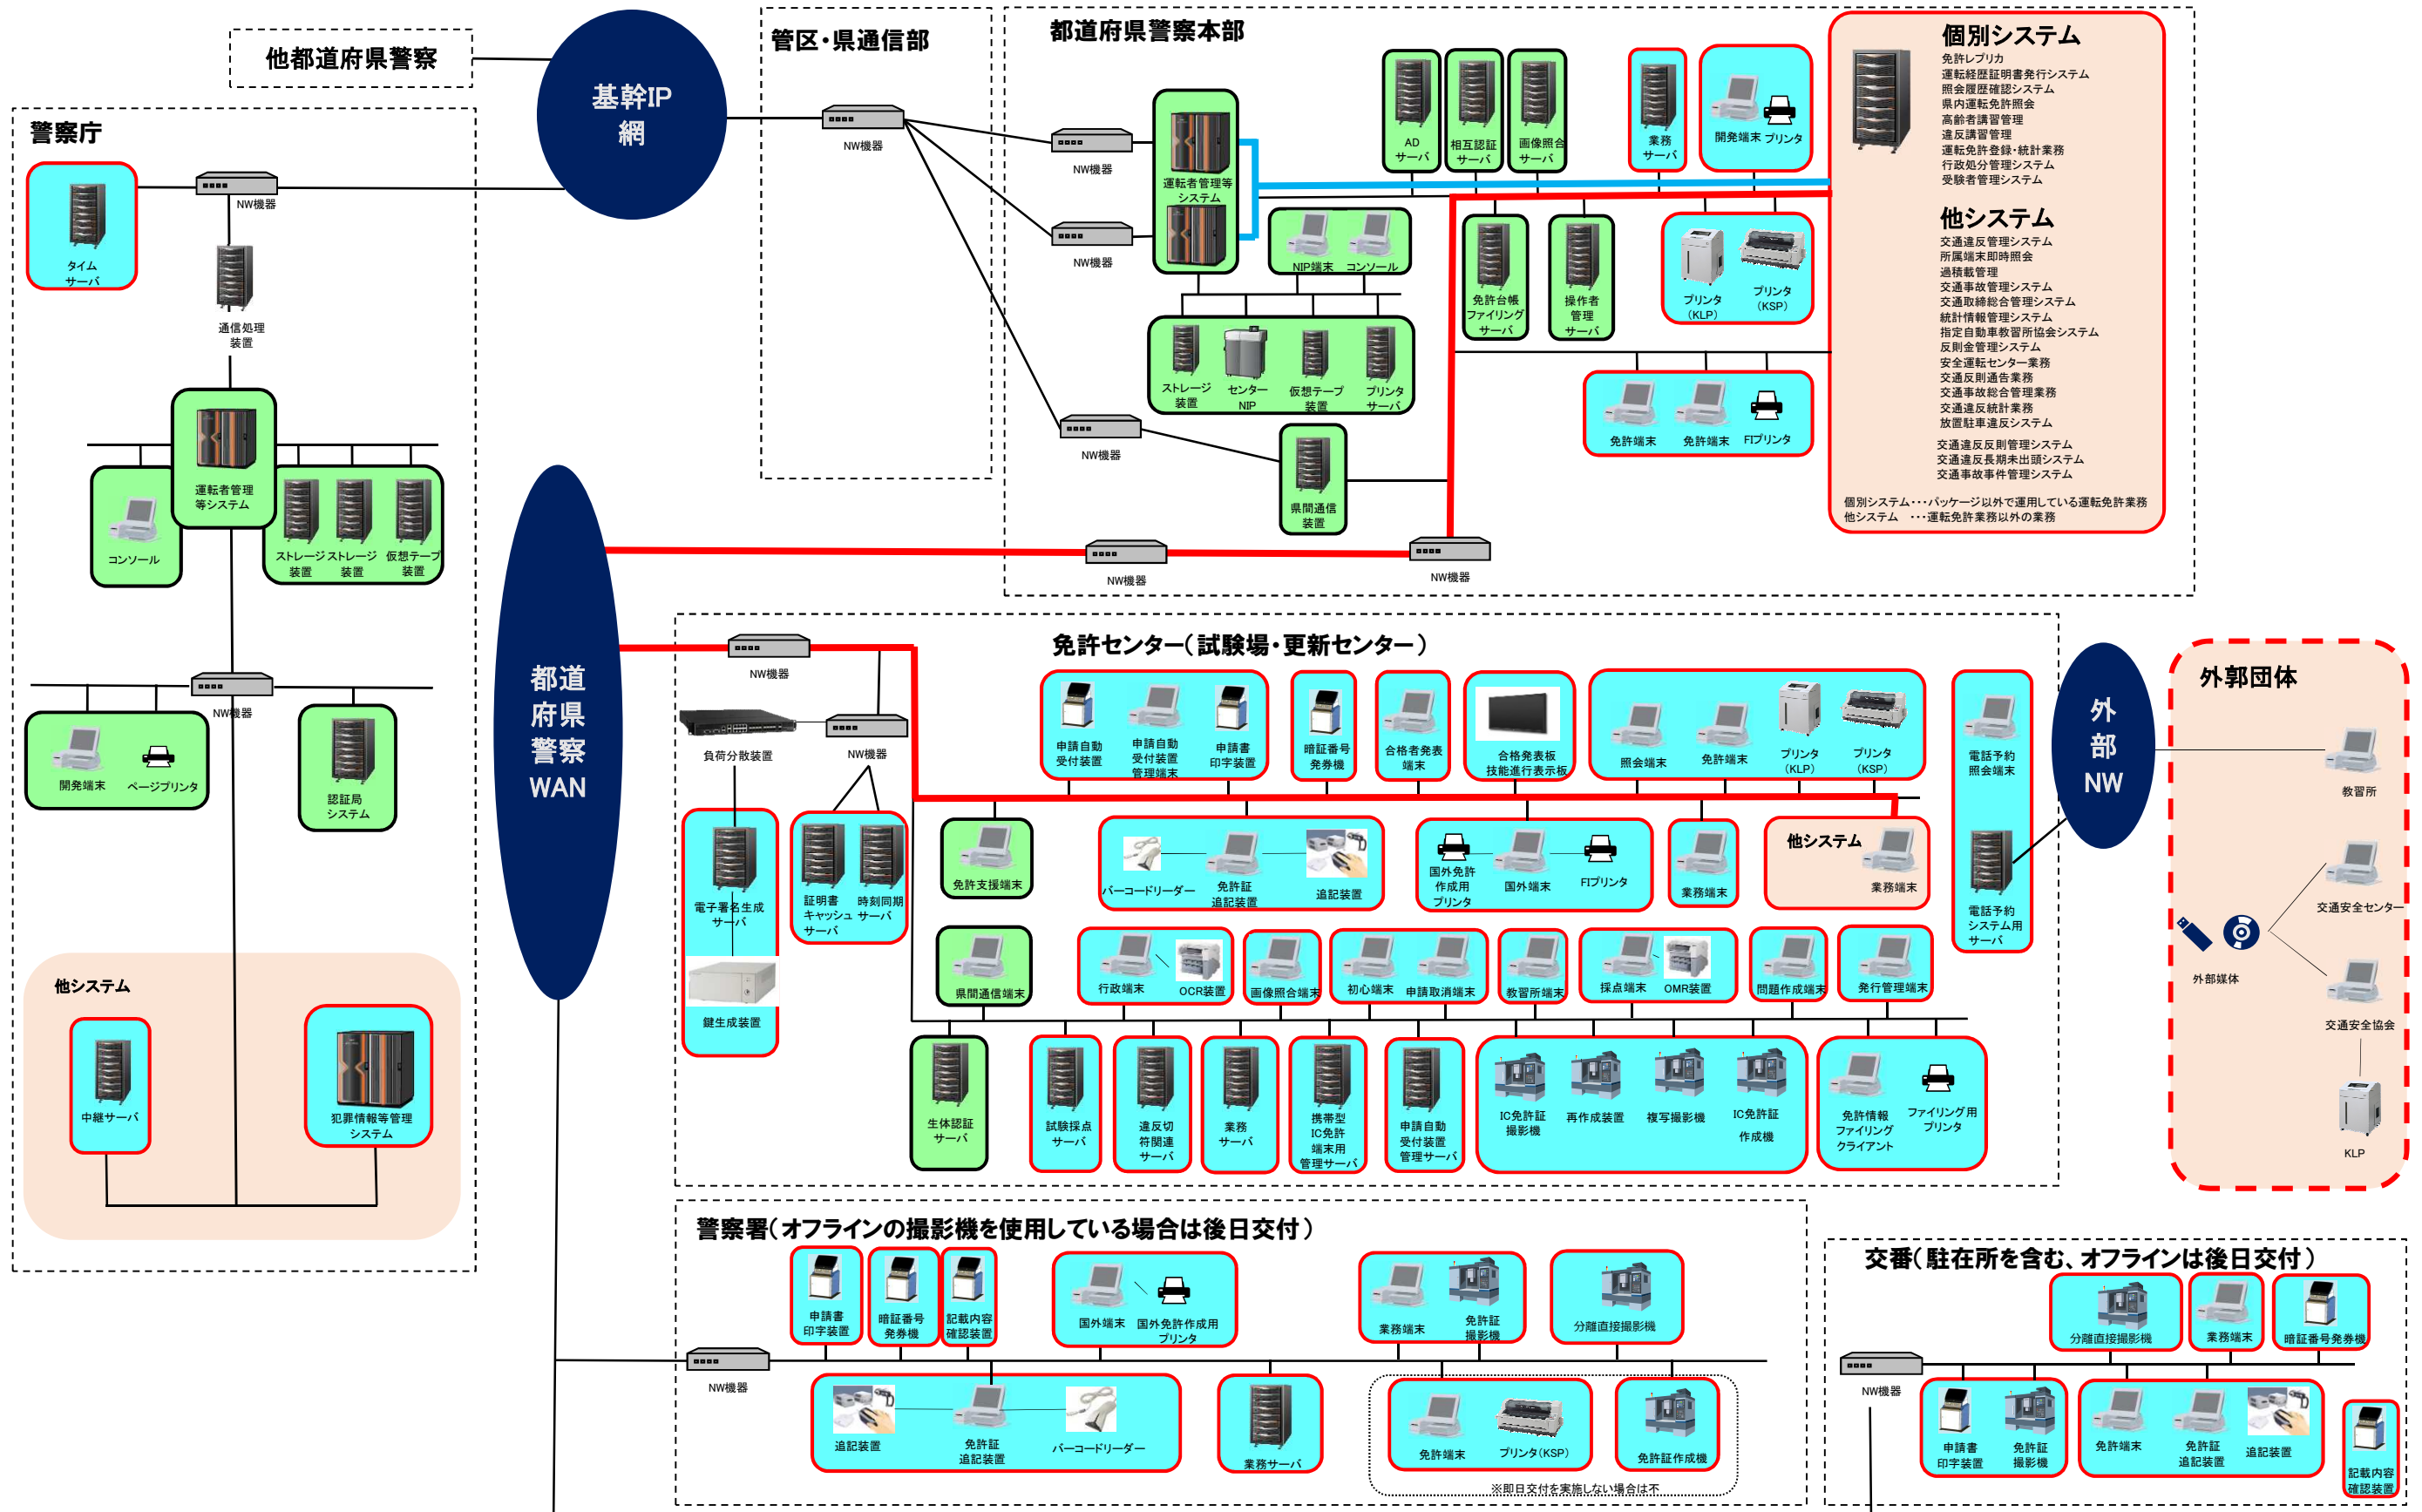 他都道府県警察
基幹IP
網
管区・県通信部
都道府県警察本部
警察庁
タイム
サーバ
NW機器
通信処理
装置
運転者管理
等システム
コンソール
ストレージ
装置
ストレージ
装置
仮想テープ
装置
NW機器
開発端末
ページプリンタ
認証局
システム
他システム
中継サーバ
犯罪情報等管理
システム
NW機器
NW機器
NW機器
NW機器
運転者管理等
システム
AD
サーバ
相互認証
サーバ
画像照合
サーバ
業務
サーバ
開発端末
プリンタ
NIP端末
コンソール
免許台帳
ファイリング
サーバ
操作者
管理
サーバ
プリンタ
(KLP)
プリンタ
(KSP)
ストレージ
装置
センター
NIP
仮想テープ
装置
プリンタ
サーバ
免許端末
免許端末
FIプリンタ
県間通信
装置
NW機器
NW機器
個別システム
免許レプリカ
運転経歴証明書発行システム
照会履歴確認システム
県内運転免許照会
高齢者講習管理
違反講習管理
運転免許登録・統計業務
行政処分管理システム
受験者管理システム
他システム
交通違反管理システム
所属端末即時照会
過積載管理
交通事故管理システム
交通取締総合管理システム
統計情報管理システム
指定自動車教習所協会システム
反則金管理システム
安全運転センター業務
交通反則通告業務
交通事故総合管理業務
交通違反統計業務
放置駐車違反システム
交通違反反則管理システム
交通違反長期未出頭システム
交通事故事件管理システム
個別システム・・・パッケージ以外で運用している運転免許業務
他システム ・・・運転免許業務以外の業務
都道
府県
警察
WAN
免許センター(試験場・更新センター)
NW機器
負荷分散装置
NW機器
電子署名生成
サーバ
鍵生成装置
証明書
キャッシュ
サーバ
時刻同期
サーバ
申請自動
受付装置
申請自動
受付装置
管理端末
申請書
印字装置
暗証番号
発券機
合格者発表
端末
合格発表板
技能進行表示板
照会端末
免許端末
プリンタ
(KLP)
プリンタ
(KSP)
電話予約
照会端末
電話予約
システム用
サーバ
免許支援端末
バーコードリーダー
免許証
追記装置
追記装置
国外免許
作成用
プリンタ
国外端末
FIプリンタ
業務端末
他システム
業務端末
県間通信端末
行政端末
OCR装置
画像照合端末
初心端末
申請取消端末
教習所端末
採点端末
OMR装置
問題作成端末
発行管理端末
生体認証
サーバ
試験採点
サーバ
違反切
符関連
サーバ
業務
サーバ
携帯型
IC免許
端末用
管理サーバ
申請自動
受付装置
管理サーバ
IC免許証
撮影機
再作成装置
複写撮影機
IC免許証
作成機
免許情報
ファイリング
クライアント
ファイリング用
プリンタ
外
部
NW
外郭団体
教習所
交通安全センター
外部媒体
交通安全協会
KLP
警察署(オフラインの撮影機を使用している場合は後日交付)
申請書
印字装置
暗証番号
発券機
記載内容
確認装置
国外端末
国外免許作成用
プリンタ
業務端末
免許証
撮影機
分離直接撮影機
NW機器
追記装置
免許証
追記装置
バーコードリーダー
業務サーバ
免許端末
プリンタ(KSP)
免許証作成機
※即日交付を実施しない場合は不
交番(駐在所を含む、オフラインは後日交付)
分離直接撮影機
業務端末
暗証番号発券機
NW機器
申請書
印字装置
免許証
撮影機
免許端末
免許証
追記装置
追記装置
記載内容
確認装置